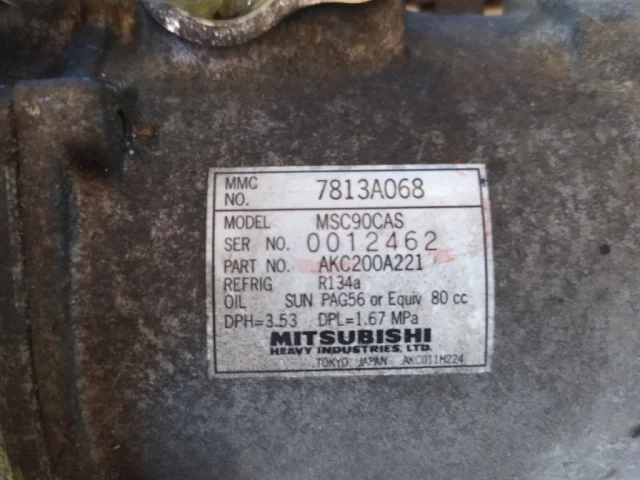 MMC NO. 7813A068
MODEL MSC90CAS
SER NO. 0012462
PART NO. AKC200A221
REFRIG R134a
OIL SUN PAG56 or Equiv 80 cc
DPH=3.53 DPL=1.67 MPa
MITSUBISHI
HEAVY INDUSTRIES, LTD.
TOKYO JAPAN AKC011H224